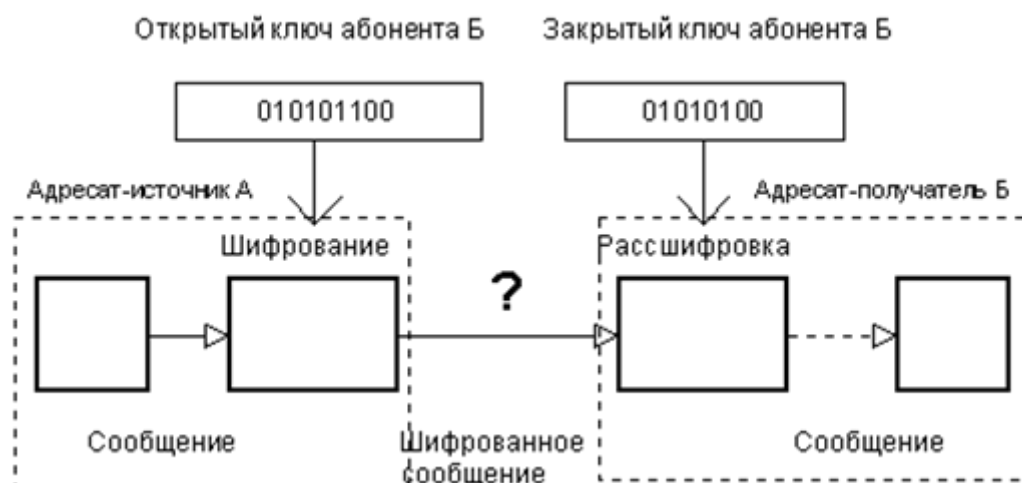 Открытый ключ абонента Б
Закрытый ключ абонента Б
010101100
01010100
Адресат-источник А
Адресат-получатель Б
Шифрование
Рассшифровка
?
Сообщение
Шифрованное
сообщение
Сообщение